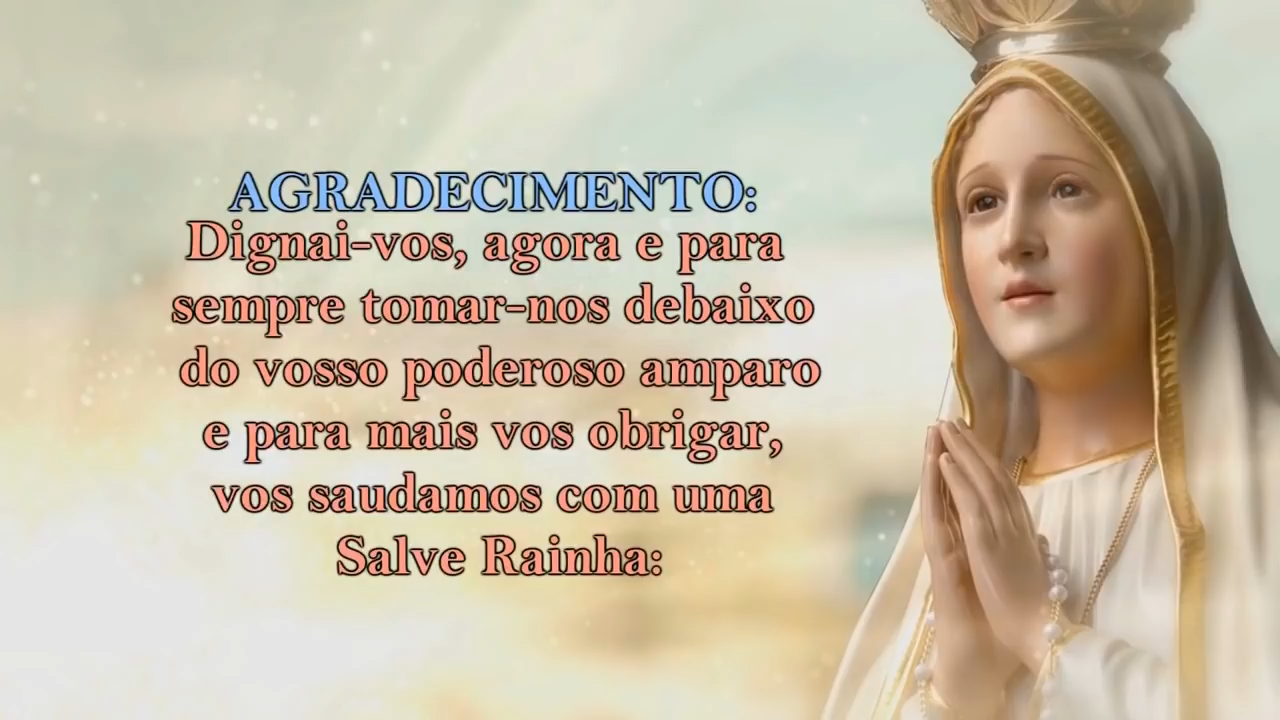 AGRADECIMENTO:
Dignai-vos, agora e para
sempre tomar-nos debaixo
do vosso poderoso amparo
e para mais vos obrigar,
vos saudamos com uma
Salve Rainha: